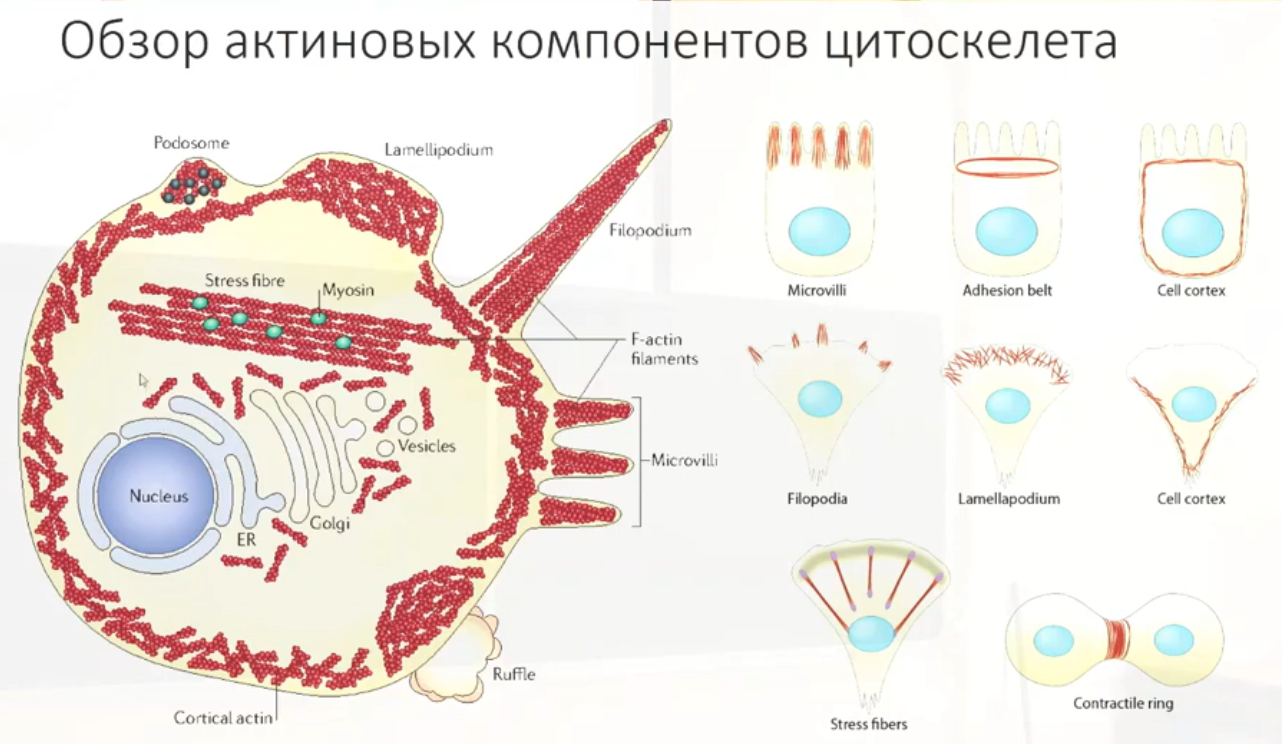 Обзор актиновых компонентов цитоскелета
Podosome
Lamellipodium
Filopodium
Stress fibre
Myosin
F-actin
filaments
Vesicles
Microvilli
Nucleus
Golgi
ER
Ruffle
Cortical actin
Microvilli
Adhesion belt
Cell cortex
Filopodia
Lamellapodium
Cell cortex
Stress fibers
Contractile ring